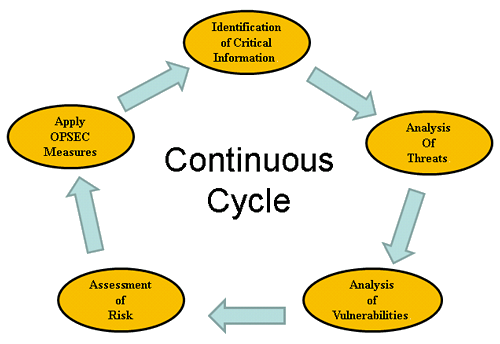 Identification
of Critical
Information
Analysis
Of
Threats
Analysis
of
Vulnerabilities
Assessment
of
Risk
Apply
OPSEC
Measures
Continuous
Cycle